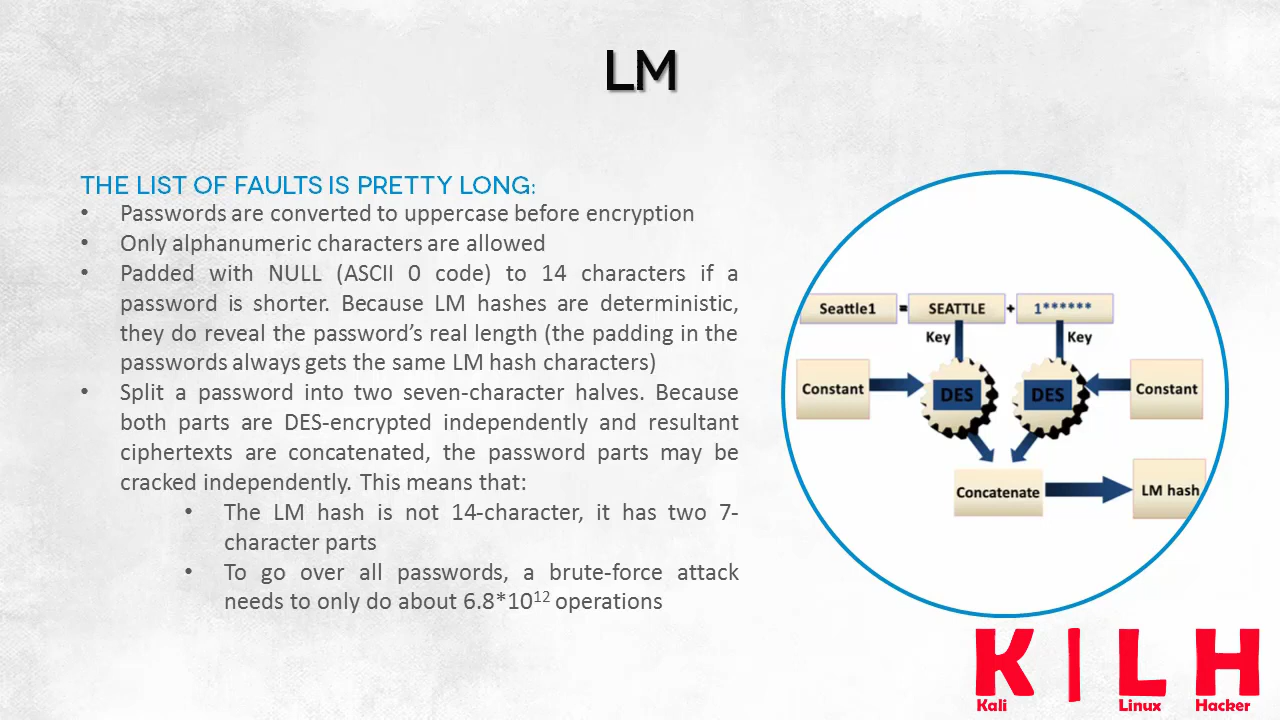 LM
THE LIST OF FAULTS IS PRETTY LONG:
• Passwords are converted to uppercase before encryption
• Only alphanumeric characters are allowed
• Padded with NULL (ASCII 0 code) to 14 characters if a
password is shorter. Because LM hashes are deterministic,
they do reveal the password's real length (the padding in the
passwords always gets the same LM hash characters)
• Split a password into two seven-character halves. Because
both parts are DES-encrypted independently and resultant
ciphertexts are concatenated, the password parts may be
cracked independently. This means that:
• The LM hash is not 14-character, it has two 7-
character parts
• To go over all passwords, a brute-force attack
needs to only do about 6.8*10¹² operations
Seattle1 = SEATTLE + 1******
Key Key
Constant DES DES Constant
Concatenate LM hash
K | L H
Kali Linux Hacker